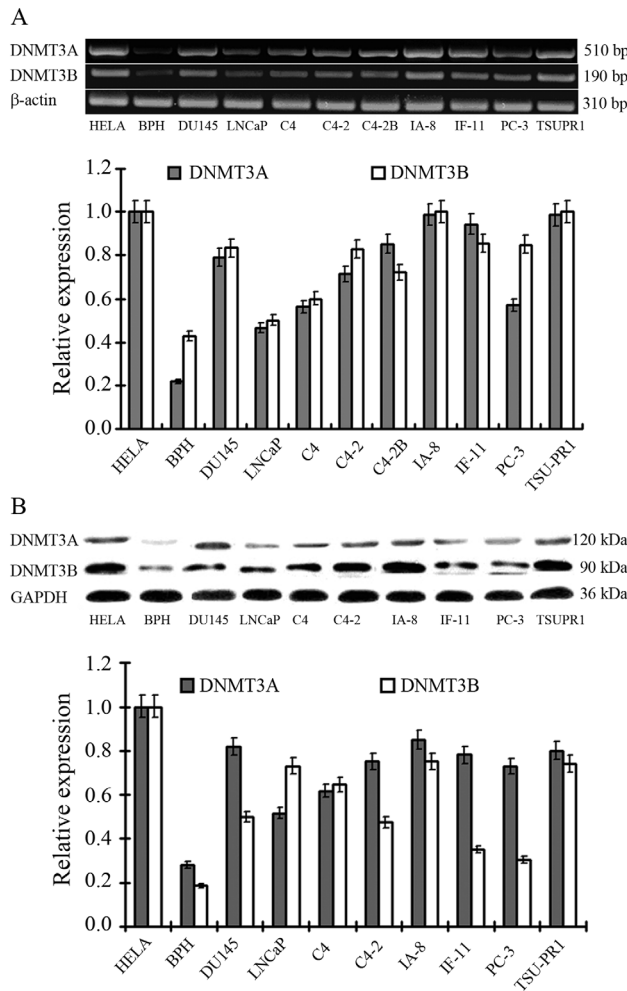 A
DNMT3A 510 bp
DNMT3B 190 bp
β-actin 310 bp
HELA BPH DU145 LNCaP C4 C4-2 C4-2B IA-8 IF-11 PC-3 TSUPR1
DNMT3A DNMT3B
Relative expression
1.2
1.0
0.8
0.6
0.4
0.2
0.0
HELA BPH DU145 LNCaP C4 C4-2 C4-2B IA-8 IF-11 PC-3 TSU-PR1
B
DNMT3A 120 kDa
DNMT3B 90 kDa
GAPDH 36 kDa
HELA BPH DU145 LNCaP C4 C4-2 IA-8 IF-11 PC-3 TSUPR1
DNMT3A DNMT3B
Relative expression
1.2
1.0
0.8
0.6
0.4
0.2
0.0
HELA BPH DU145 LNCaP C4 C4-2 IA-8 IF-11 PC-3 TSU-PR1